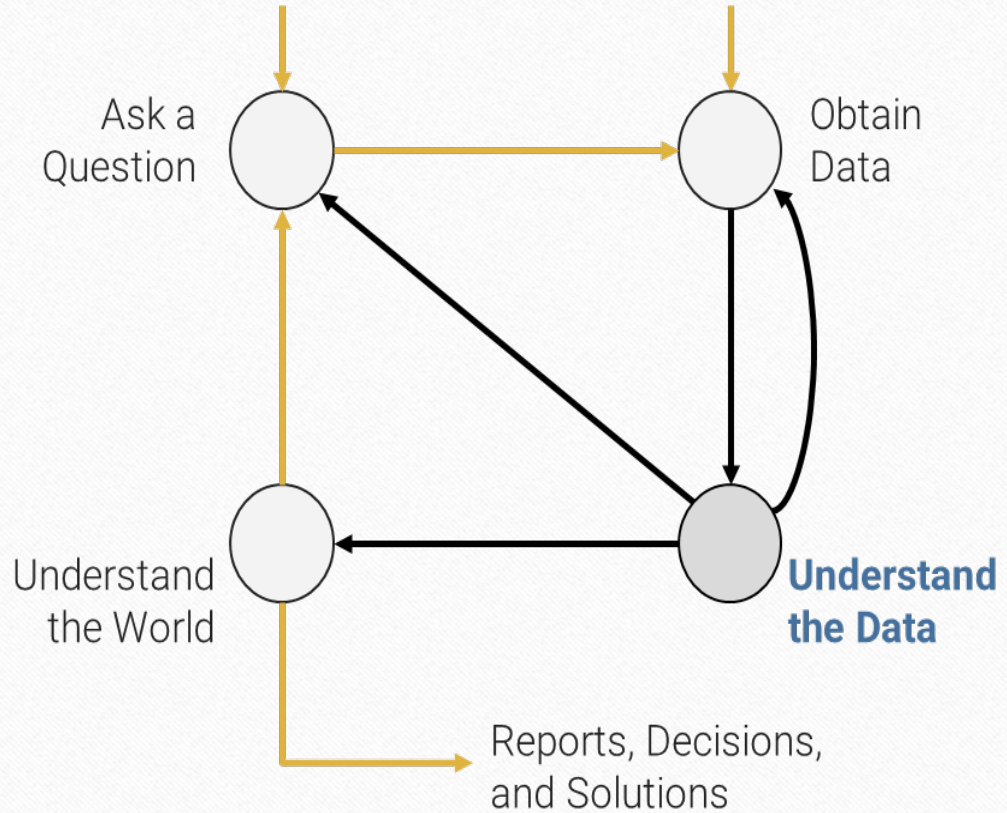 Ask a
Question
Obtain
Data
Understand
the World
Understand
the Data
Reports, Decisions,
and Solutions